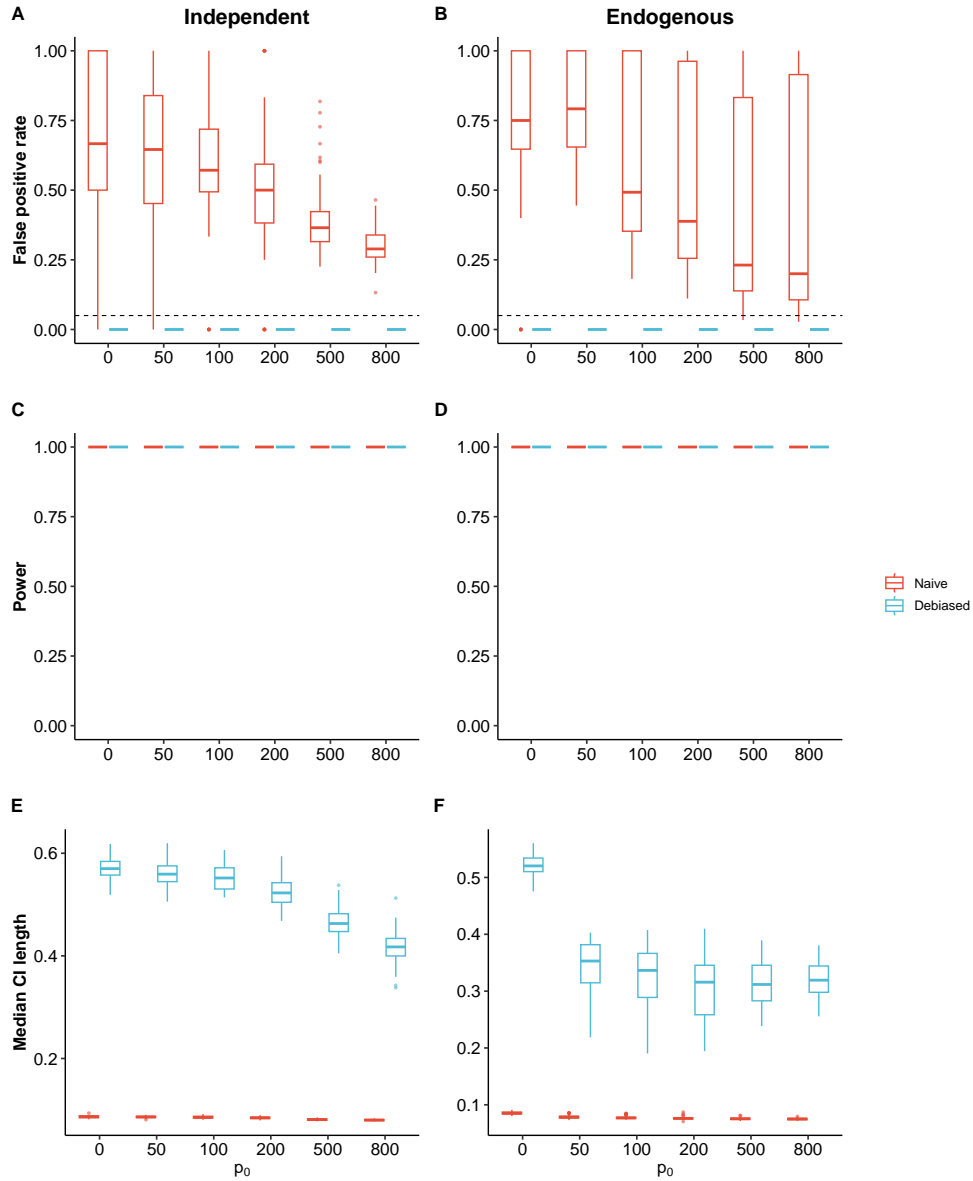 A
Independent
B
Endogenous
1.00
0.75
0.50
0.25
0.00
False positive rate
0 50 100 200 500 800
1.00
0.75
0.50
0.25
0.00
0 50 100 200 500 800
C
D
1.00
0.75
0.50
0.25
0.00
Power
0 50 100 200 500 800
1.00
0.75
0.50
0.25
0.00
0 50 100 200 500 800
Naive
Debiased
E
F
0.6
0.4
0.2
Median CI length
0 50 100 200 500 800
p₀
0.5
0.4
0.3
0.2
0.1
0 50 100 200 500 800
p₀